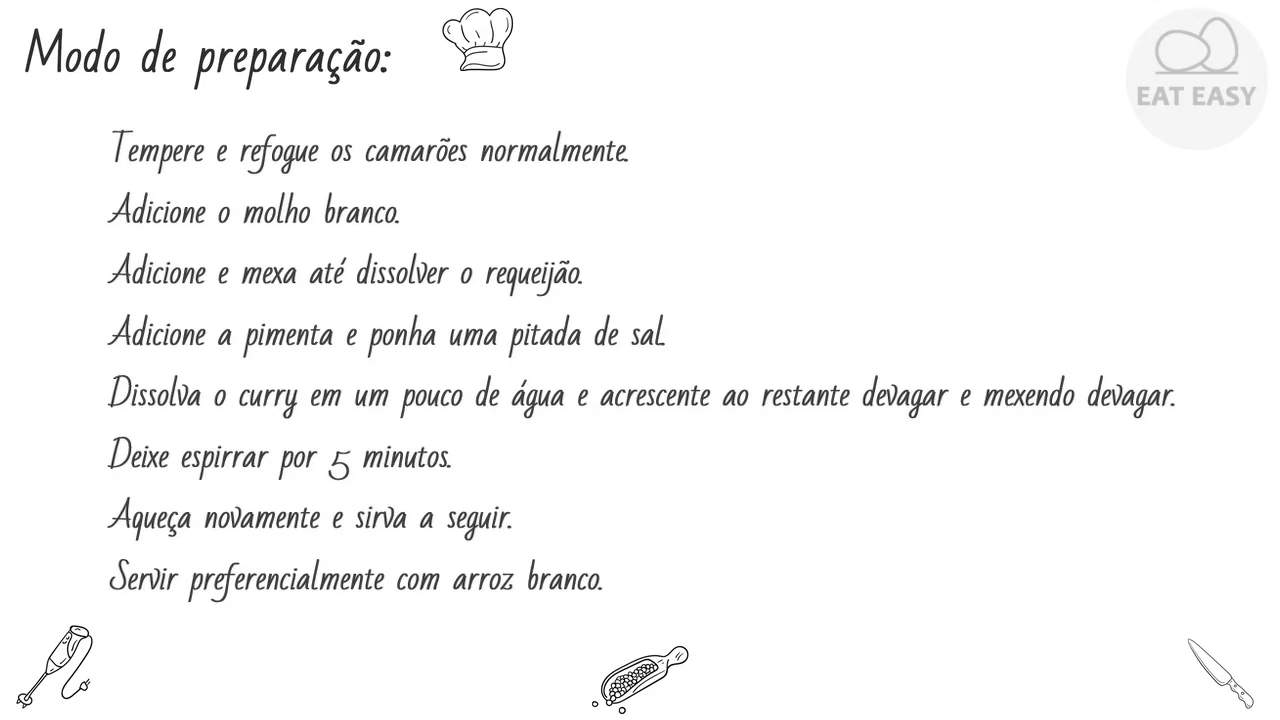 Modo de preparação:
EAT EASY
Tempere e refogue os camarões normalmente.
Adicione o molho branco.
Adicione e mexa até dissolver o requeijão.
Adicione a pimenta e ponha uma pitada de sal.
Dissolva o curry em um pouco de água e acrescente ao restante devagar e mexendo devagar.
Deixe espirrar por 5 minutos.
Aqueça novamente e sirva a seguir.
Servir preferencialmente com arroz branco.